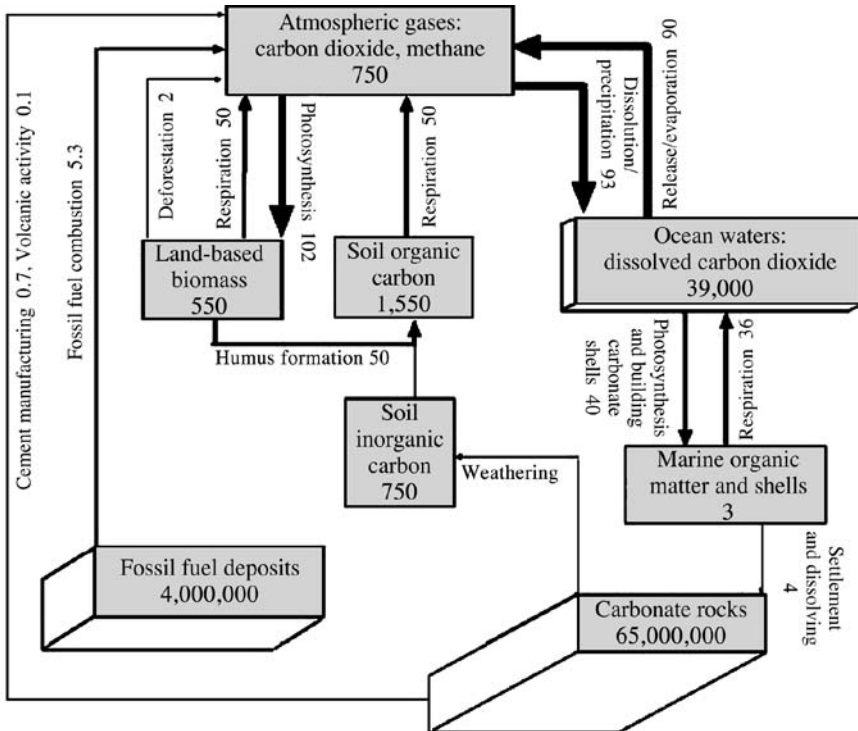 Atmospheric gases:
carbon dioxide, methane
750
Cement manufacturing 0.7, Volcanic activity 0.1
Fossil fuel combustion 5.3
Deforestation 2
Respiration 50
Photosynthesis 102
Respiration 50
Dissolution/
precipitation 93
Release/evaporation 90
Land-based
biomass
550
Soil organic
carbon
1,550
Ocean waters:
dissolved carbon dioxide
39,000
Humus formation 50
Photosynthesis
and building
carbonate
shells 40
Respiration 36
Soil
inorganic
carbon
750
Weathering
Marine organic
matter and shells
3
Settlement
and dissolving
4
Fossil fuel deposits
4,000,000
Carbonate rocks
65,000,000